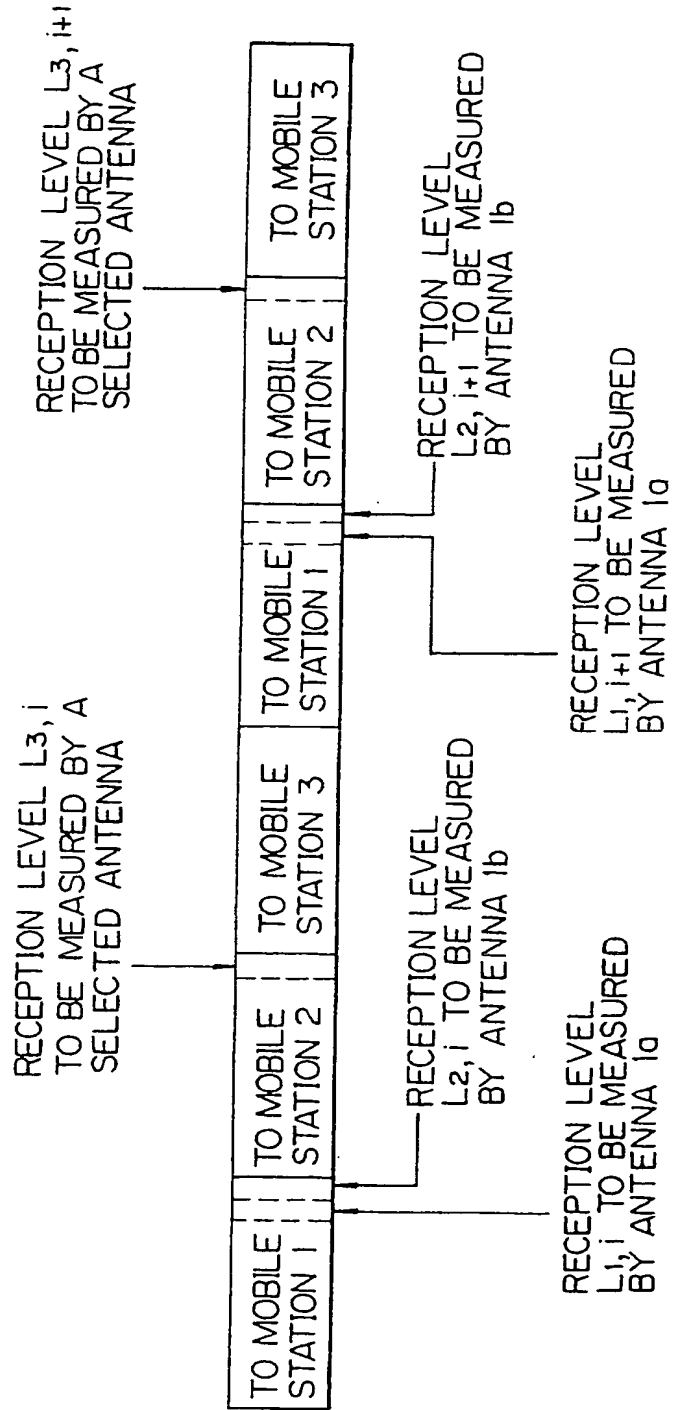 RECEPTION LEVEL L3, i
TO BE MEASURED BY A
SELECTED ANTENNA
RECEPTION LEVEL L3, i+1
TO BE MEASURED BY A
SELECTED ANTENNA
TO MOBILE
STATION 1
TO MOBILE
STATION 2
TO MOBILE
STATION 3
TO MOBILE
STATION 1
TO MOBILE
STATION 2
TO MOBILE
STATION 3
RECEPTION LEVEL
L1, i TO BE MEASURED
BY ANTENNA 1a
RECEPTION LEVEL
L2, i TO BE MEASURED
BY ANTENNA 1b
RECEPTION LEVEL
L1, i+1 TO BE MEASURED
BY ANTENNA 1a
RECEPTION LEVEL
L2, i+1 TO BE MEASURED
BY ANTENNA 1b